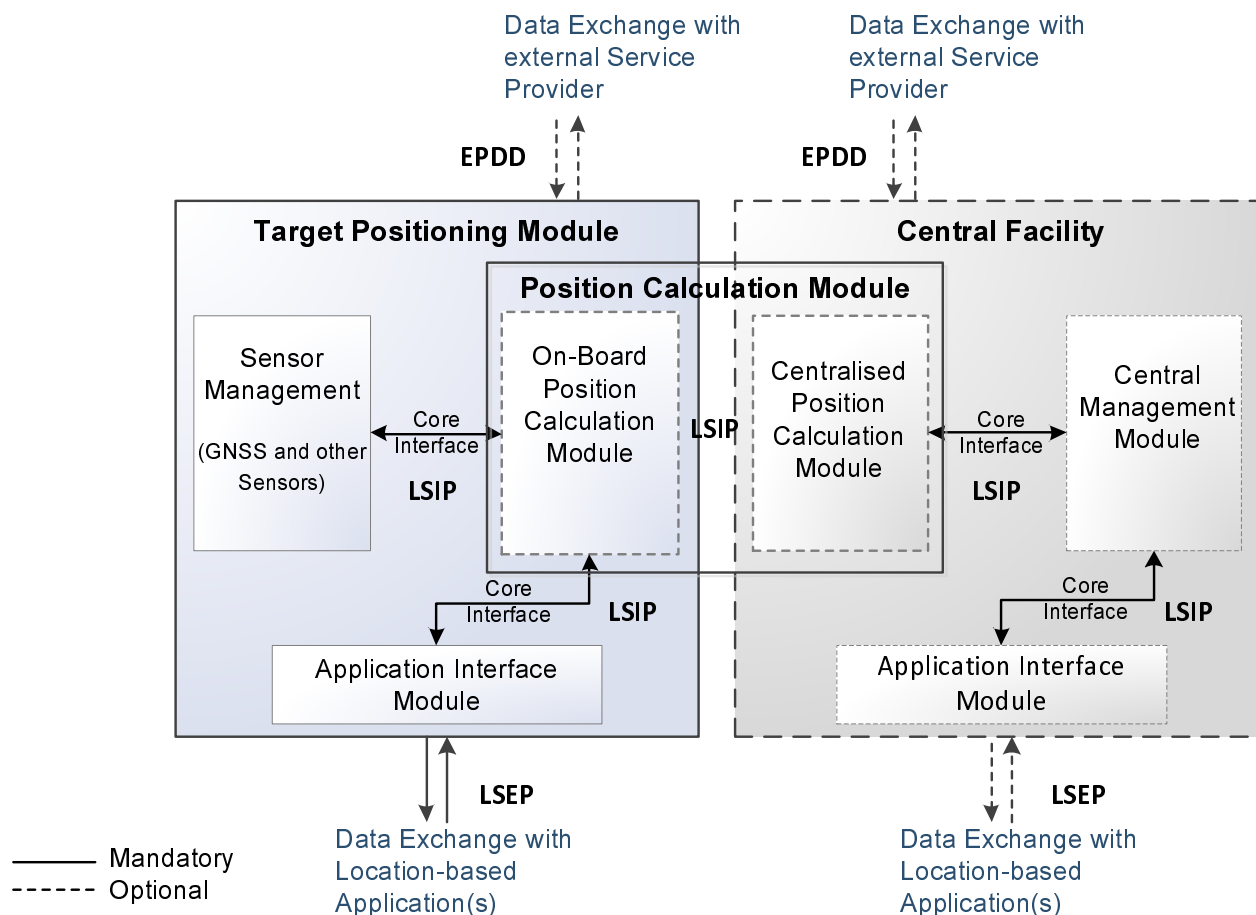 Data Exchange with
external Service
Provider
Data Exchange with
external Service
Provider
EPDD
EPDD
Target Positioning Module
Central Facility
Position Calculation Module
Sensor
Management
(GNSS and other
Sensors)
Core
Interface
LSIP
On-Board
Position
Calculation
Module
LSIP
Centralised
Position
Calculation
Module
Core
Interface
LSIP
Central
Management
Module
Core
Interface
LSIP
Core
Interface
LSIP
Application Interface
Module
Application Interface
Module
LSEP
LSEP
Data Exchange with
Location-based
Application(s)
Data Exchange with
Location-based
Application(s)
Mandatory
Optional